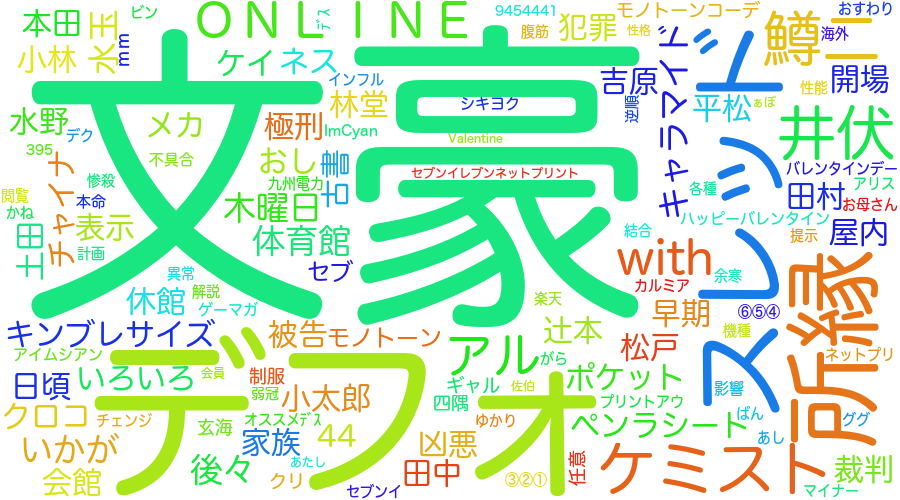 ビン
ONLINE
デス
9454441
モノトーンコーデ
おすわり
本田
水玉
mm
腹筋
犯罪
性格
鱒二
海外
小林
ケイネス
インフル
吉原
キャラマイド
スレッド
開場
文豪
林堂
シキヨク
逆順
平松
ぁぽ
性能
水野
デク
メカ
極刑
ImCyan
Valentine
井伏
395
不具合
おし
古書
セブンイレブンネットプリント
バレンタインデー
チャイナ
惨殺
九州電力
各種
田村
アリス
閲覧
かね
本命
木曜日
お母さん
土田
表示
体育館
結合
ハッピーバレンタイン
提示
屋内
計画
セブ
with
余寒
所縁
異常
カルミア
休館
解説
ゲーマガ
楽天
早期
⑥⑤④
キンブレサイズ
被告
モノトーン
辻本
松戸
機種
アイムシアン
デフォ
アル
がら
ネットプリ
日頃
いろいろ
会員
制服
弱冠
小太郎
ギャル
佐伯
ポケット
影響
クロコ
チェンジ
玄海
オススメデス
四隅
ゆかり
プリントアウ
ペンラシード
ばん
ググ
いかが
家族
44
凶悪
あし
会館
後々
あたし
クリ
田中
③②①
任意
ケミスト
裁判
セブンイ
マイナー